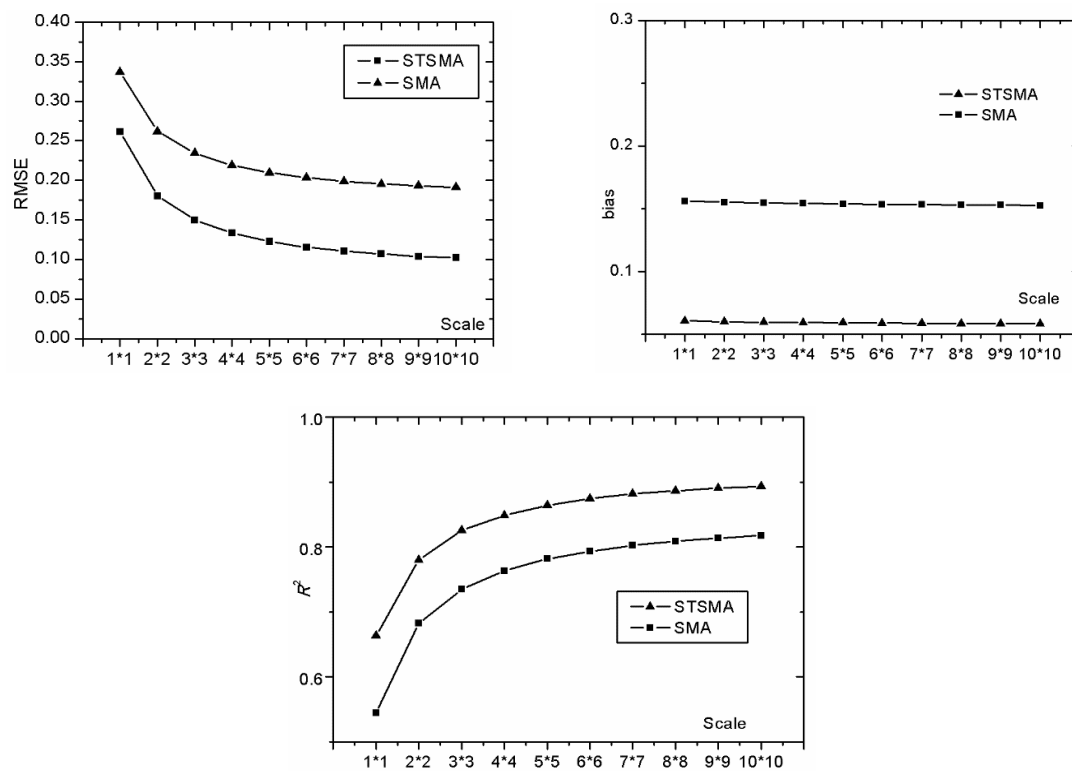 0.40
0.35
0.30
0.25
0.20
0.15
0.10
0.05
0.00
RMSE
STSMA
SMA
Scale
1*1 2*2 3*3 4*4 5*5 6*6 7*7 8*8 9*9 10*10
0.3
0.2
0.1
bias
STSMA
SMA
Scale
1*1 2*2 3*3 4*4 5*5 6*6 7*7 8*8 9*9 10*10
1.0
0.8
0.6
R²
STSMA
SMA
Scale
1*1 2*2 3*3 4*4 5*5 6*6 7*7 8*8 9*9 10*10